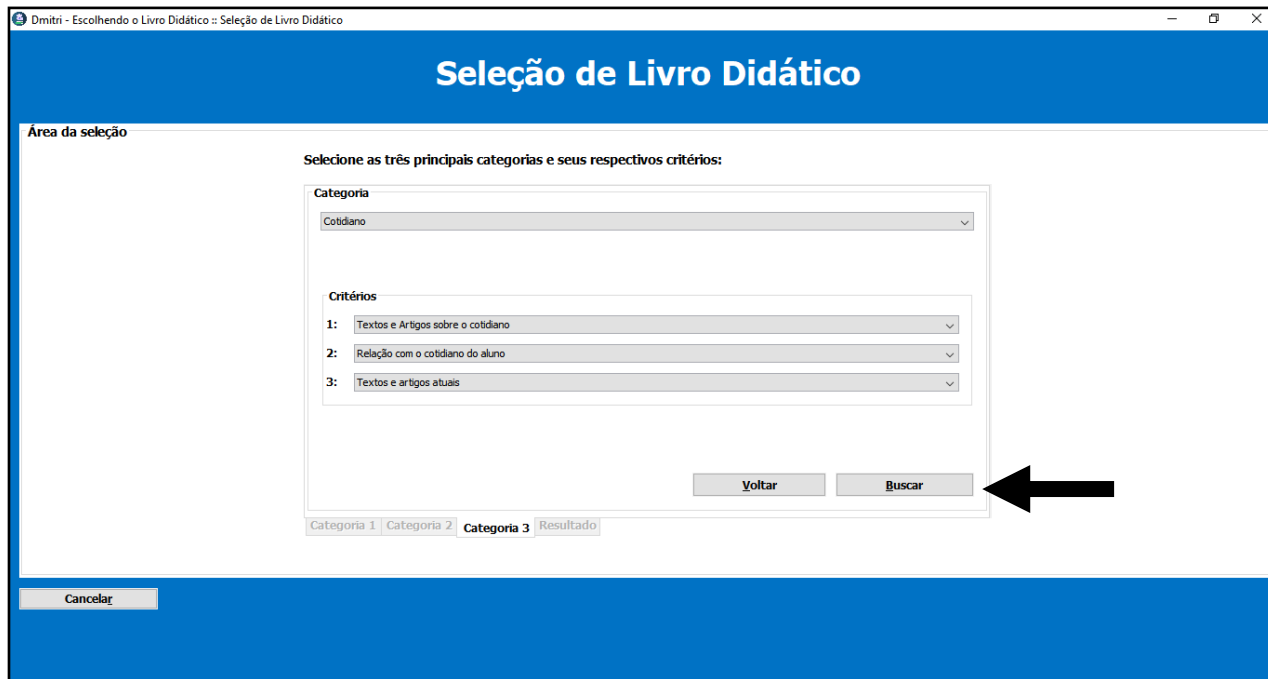 Dmitri - Escolhendo o Livro Didático :: Seleção de Livro Didático
Seleção de Livro Didático
Área da seleção
Selecione as três principais categorias e seus respectivos critérios:
Categoria
Cotidiano
Critérios
1: Textos e Artigos sobre o cotidiano
2: Relação com o cotidiano do aluno
3: Textos e artigos atuais
Voltar Buscar
Categoria 1 Categoria 2 Categoria 3 Resultado
Cancelar